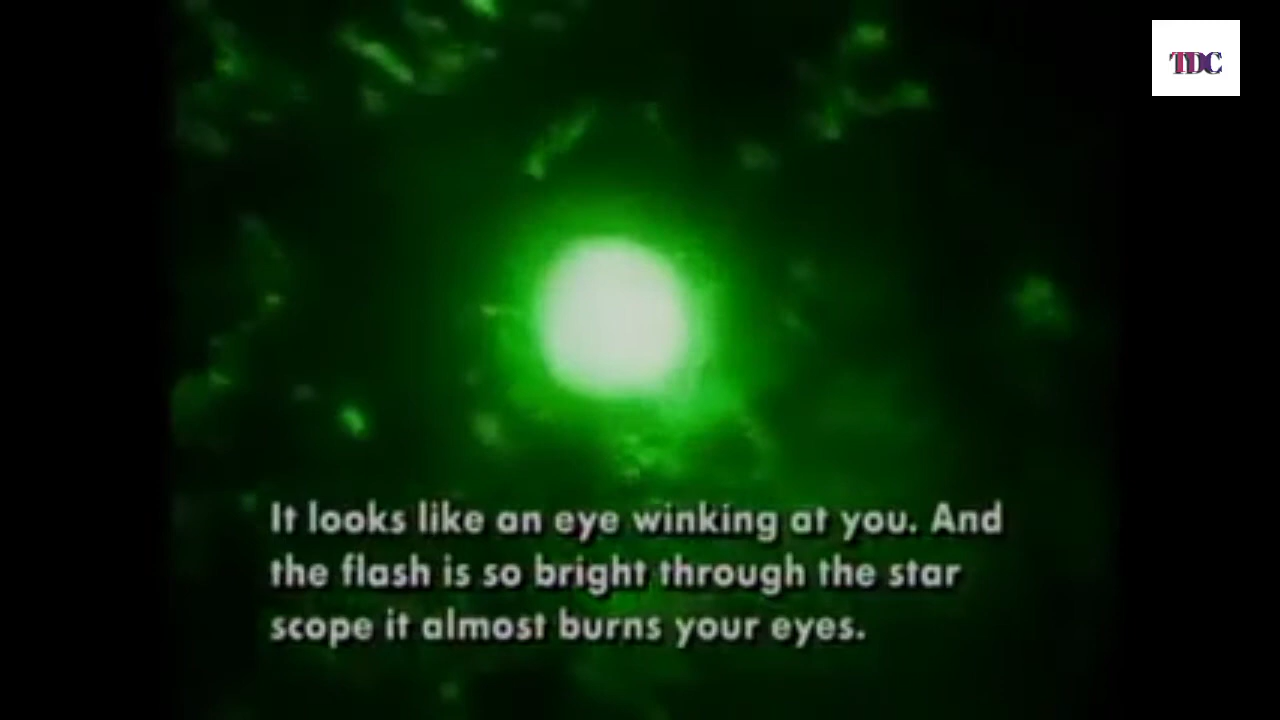 TDC
It looks like an eye winking at you. And
the flash is so bright through the star
scope it almost burns your eyes.